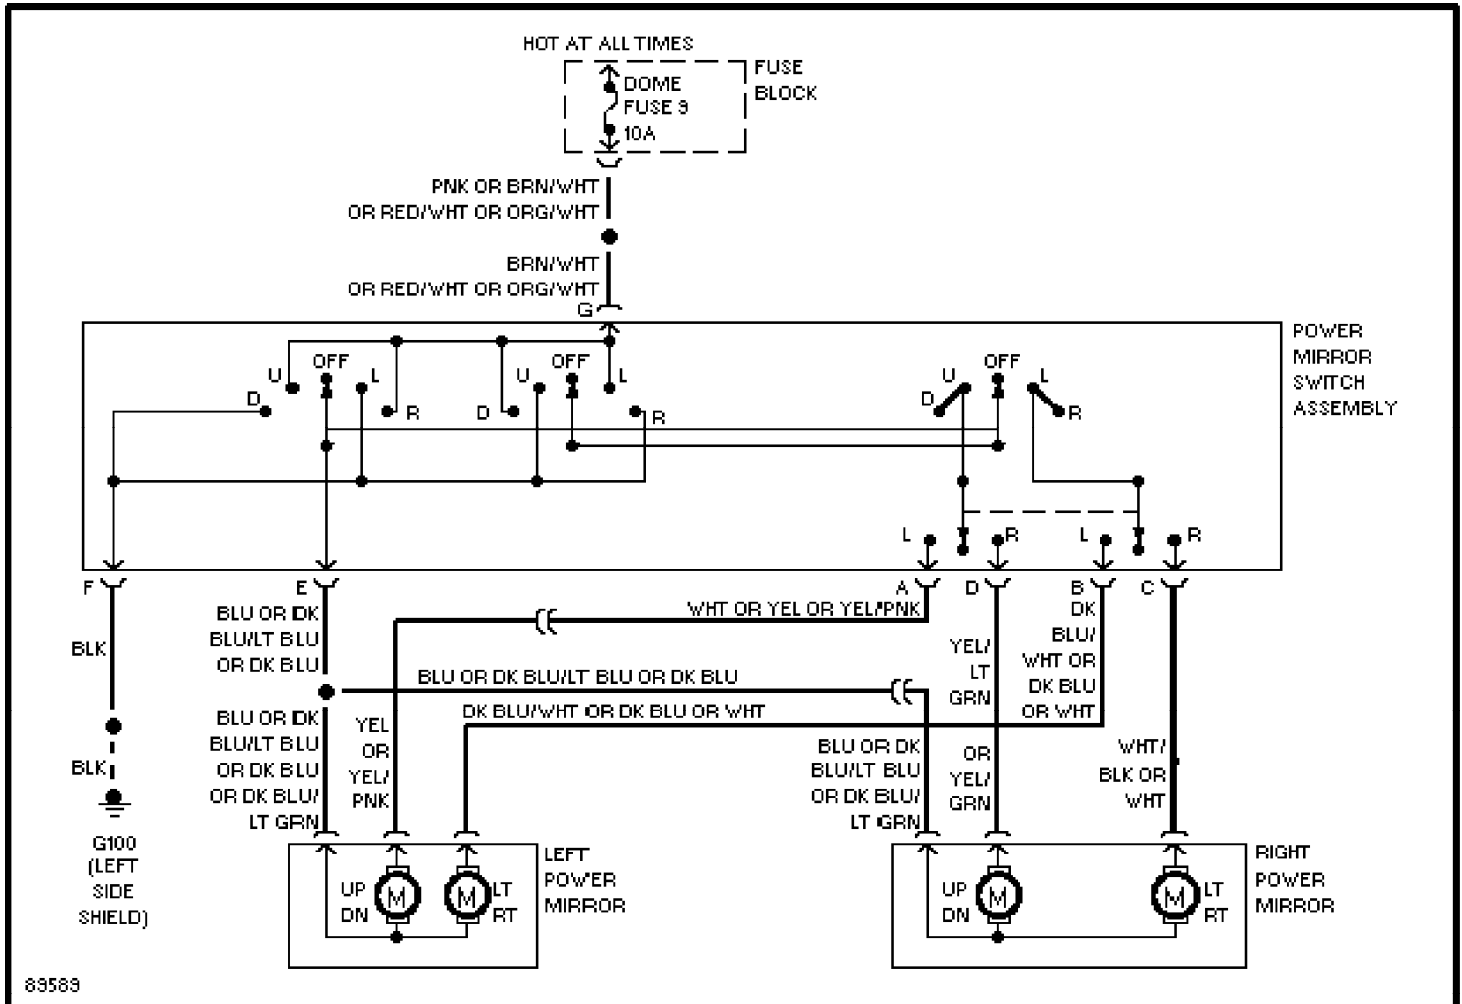 HOT AT ALL TIMES
FUSE
BLOCK
DOME
FUSE 9
10A
PNK OR BRN/WHT
OR RED/WHT OR ORG/WHT
BRN/WHT
OR RED/WHT OR ORG/WHT
G
POWER
MIRROR
SWITCH
ASSEMBLY
D U OFF L R
D U OFF L R
D U OFF L R
L R L R
F E A D B C
BLK
BLU OR DK
BLU/LT BLU
OR DK BLU
WHT OR YEL OR YEL/PNK
YEL/
LT
GRN
DK
BLU/
WHT OR
DK BLU
OR WHT
BLU OR DK BLU/LT BLU OR DK BLU
DK BLU/WHT OR DK BLU OR WHT
BLK
BLU OR DK
BLU/LT BLU
OR DK BLU
OR DK BLU/
LT GRN
YEL
OR
YEL/
PNK
BLU OR DK
BLU/LT BLU
OR DK BLU/
LT GRN
OR
YEL/
GRN
WHT/
BLK OR
WHT
G100
(LEFT
SIDE
SHIELD)
UP
DN
M
M
LT
RT
LEFT
POWER
MIRROR
UP
DN
M
M
LT
RT
RIGHT
POWER
MIRROR
89589